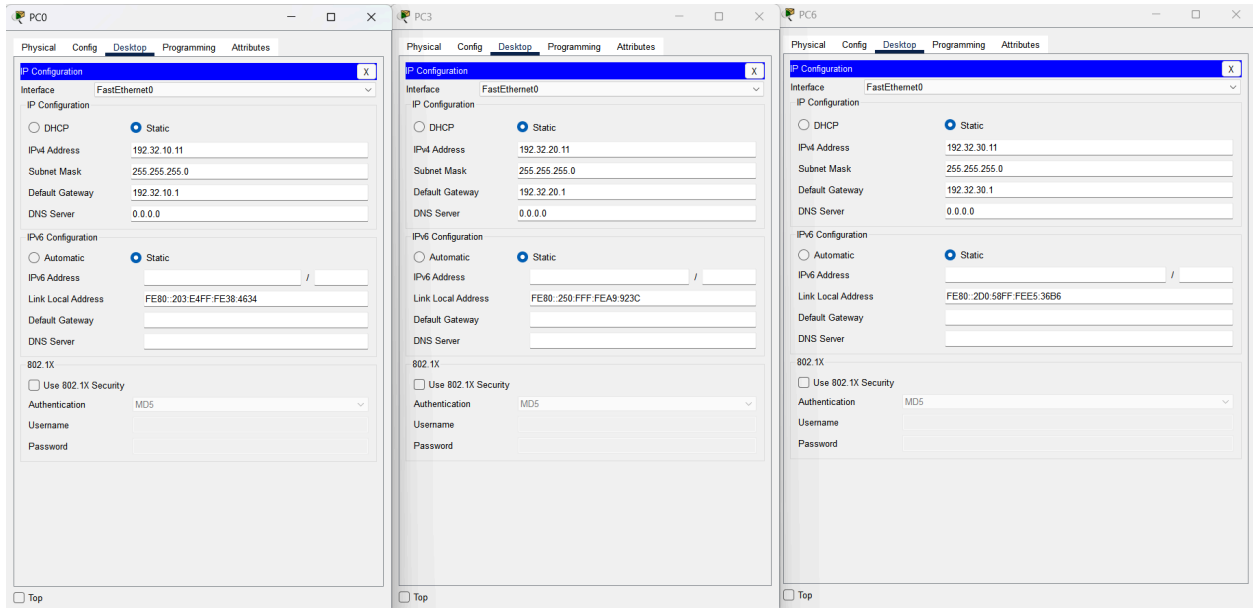 PC0
Physical Config Desktop Programming Attributes
IP Configuration X
Interface FastEthernet0
IP Configuration
DHCP Static
IPv4 Address 192.32.10.11
Subnet Mask 255.255.255.0
Default Gateway 192.32.10.1
DNS Server 0.0.0.0
IPv6 Configuration
Automatic Static
IPv6 Address /
Link Local Address FE80::203:E4FF:FE38:4634
Default Gateway
DNS Server
802.1X
Use 802.1X Security
Authentication MD5
Username
Password
Top
PC3
Physical Config Desktop Programming Attributes
IP Configuration X
Interface FastEthernet0
IP Configuration
DHCP Static
IPv4 Address 192.32.20.11
Subnet Mask 255.255.255.0
Default Gateway 192.32.20.1
DNS Server 0.0.0.0
IPv6 Configuration
Automatic Static
IPv6 Address /
Link Local Address FE80::250:FFF:FEA9:923C
Default Gateway
DNS Server
802.1X
Use 802.1X Security
Authentication MD5
Username
Password
Top
PC6
Physical Config Desktop Programming Attributes
IP Configuration X
Interface FastEthernet0
IP Configuration
DHCP Static
IPv4 Address 192.32.30.11
Subnet Mask 255.255.255.0
Default Gateway 192.32.30.1
DNS Server 0.0.0.0
IPv6 Configuration
Automatic Static
IPv6 Address /
Link Local Address FE80::2D0:58FF:FEE5:36B6
Default Gateway
DNS Server
802.1X
Use 802.1X Security
Authentication MD5
Username
Password
Top